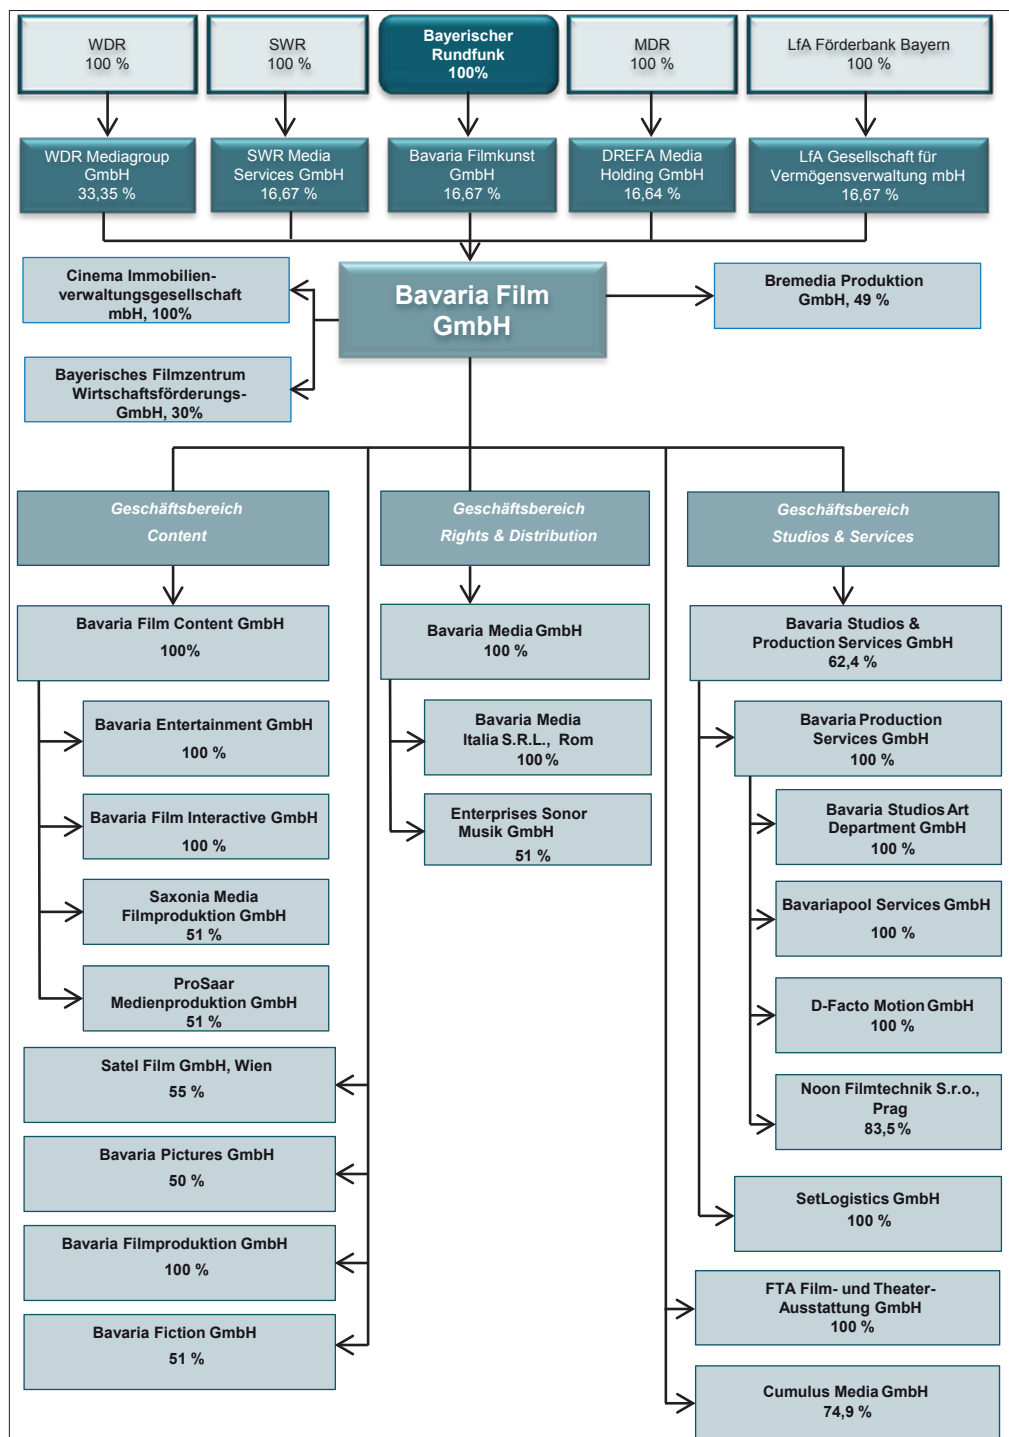 WDR
100 %
SWR
100 %
Bayerischer
Rundfunk
100%
MDR
100 %
LfA Förderbank Bayern
100 %
WDR Mediagroup
GmbH
33,35 %
SWR Media
Services GmbH
16,67 %
Bavaria Filmkunst
GmbH
16,67 %
DREFA Media
Holding GmbH
16,64 %
LfA Gesellschaft für
Vermögensverwaltung mbH
16,67 %
Cinema Immobilien-
verwaltungsgesellschaft
mbH, 100%
Bavaria Film
GmbH
Bremedia Produktion
GmbH, 49 %
Bayerisches Filmzentrum
Wirtschaftsförderungs-
GmbH, 30%
Geschäftsbereich
Content
Geschäftsbereich
Rights & Distribution
Geschäftsbereich
Studios & Services
Bavaria Film Content GmbH
100%
Bavaria Entertainment GmbH
100 %
Bavaria Film Interactive GmbH
100 %
Saxonia Media
Filmproduktion GmbH
51 %
ProSaar
Medienproduktion GmbH
51 %
Satel Film GmbH, Wien
55 %
Bavaria Pictures GmbH
50 %
Bavaria Filmproduktion GmbH
100 %
Bavaria Fiction GmbH
51 %
Bavaria Media GmbH
100 %
Bavaria Media
Italia S.R.L., Rom
100 %
Enterprises Sonor
Musik GmbH
51 %
Bavaria Studios &
Production Services GmbH
62,4 %
Bavaria Production
Services GmbH
100 %
Bavaria Studios Art
Department GmbH
100 %
Bavariapool Services GmbH
100 %
D-Facto Motion GmbH
100 %
Noon Filmtechnik S.r.o.,
Prag
83,5 %
SetLogistics GmbH
100 %
FTA Film- und Theater-
Ausstattung GmbH
100 %
Cumulus Media GmbH
74,9 %